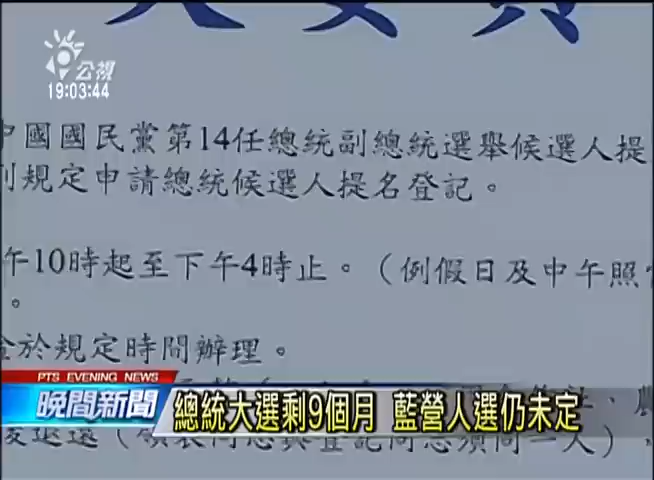 公視
19:03:44
中國國民黨第14任總統副總統選舉候選人提
規定申請總統候選人提名登記。
午10時起至下午4時止。（例假日及中午照常
。
於規定時間辦理。
PTS EVENING NEWS
晚間新聞
總統大選剩9個月 藍營人選仍未定